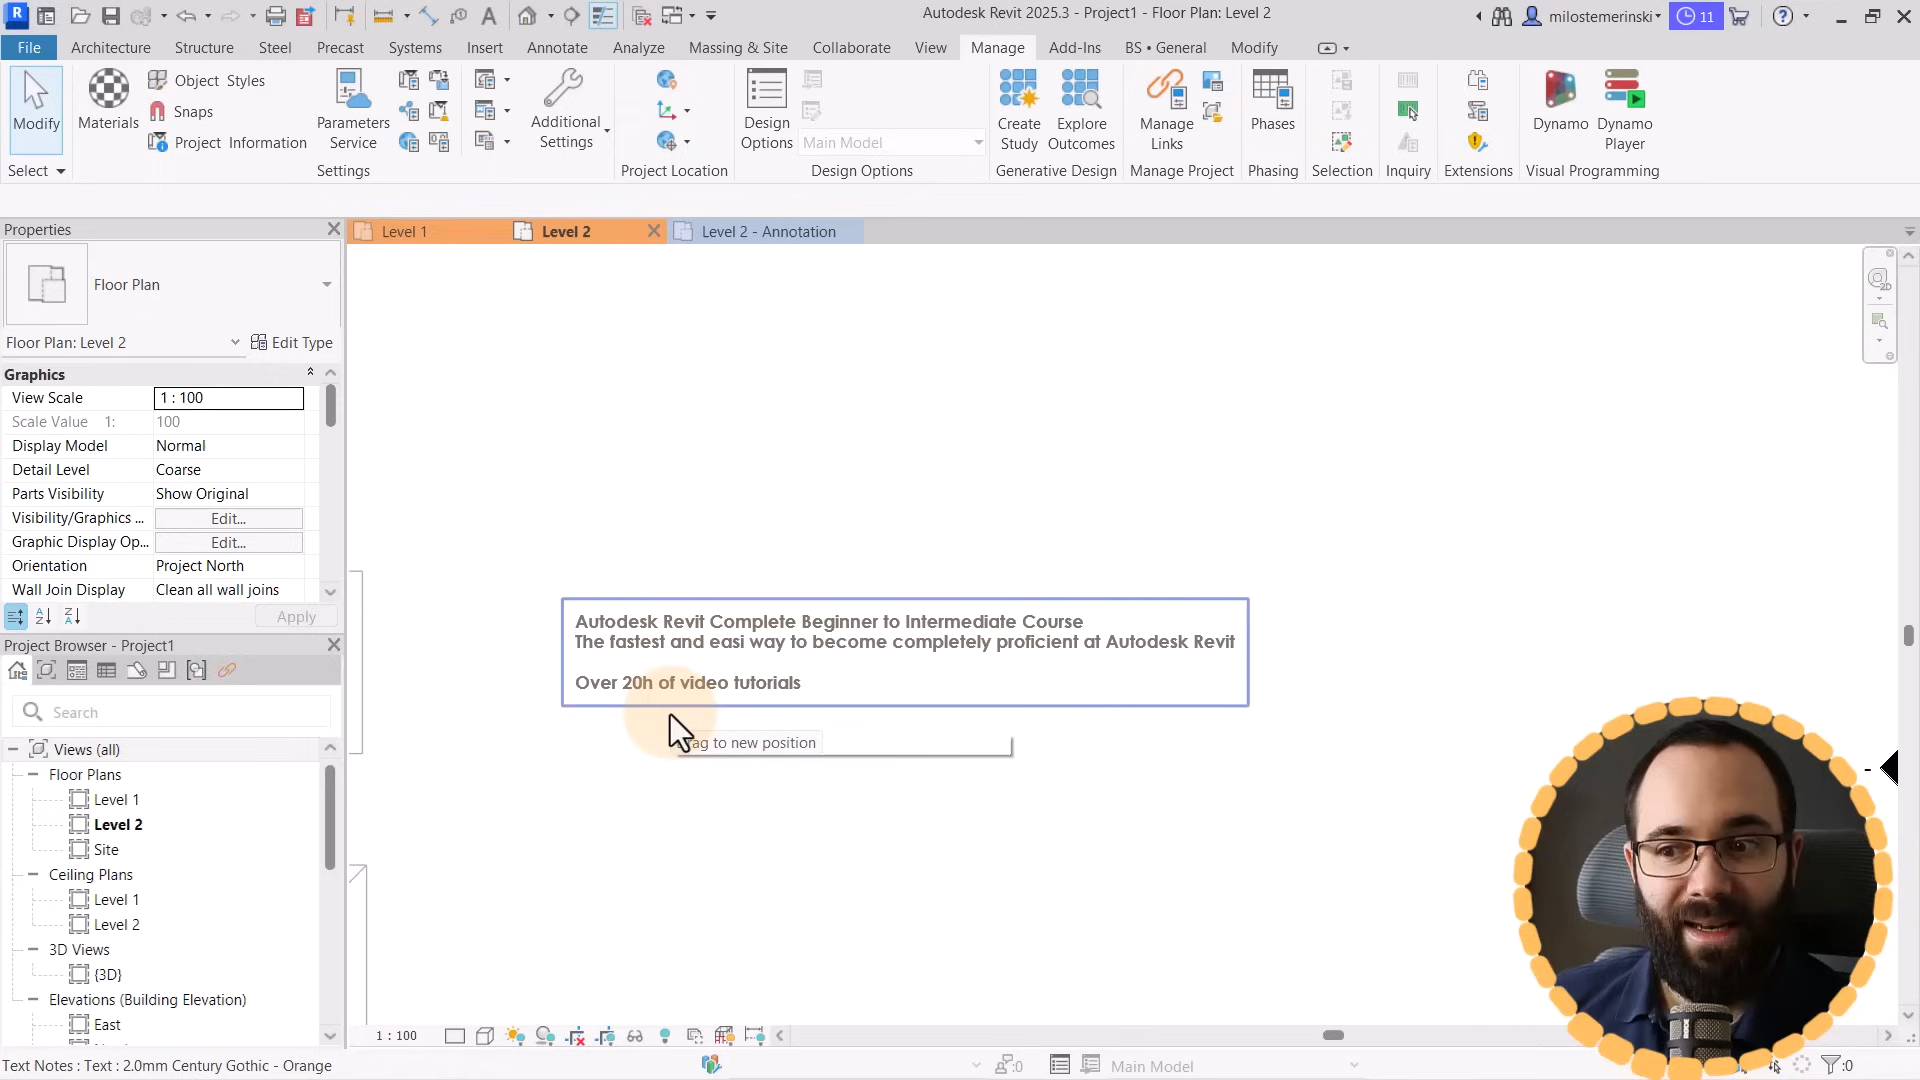 Autodesk Revit 2025.3 - Project1 - Floor Plan: Level 2
milostemerinski
11
File
Architecture
Structure
Steel
Precast
Systems
Insert
Annotate
Analyze
Massing & Site
Collaborate
View
Manage
Add-Ins
BS • General
Modify
Modify
Materials
Object Styles
Snaps
Project Information
Parameters
Service
Additional
Settings
Design
Options
Main Model
Create
Study
Explore
Outcomes
Manage
Links
Phases
Dynamo
Dynamo
Player
Select
Settings
Project Location
Design Options
Generative Design
Manage Project
Phasing
Selection
Inquiry
Extensions
Visual Programming
Properties
Level 1
Level 2
Level 2 - Annotation
Floor Plan
Floor Plan: Level 2
Edit Type
Graphics
View Scale
1 : 100
Scale Value 1:
100
Display Model
Normal
Detail Level
Coarse
Parts Visibility
Show Original
Visibility/Graphics ...
Edit...
Graphic Display Op...
Edit...
Orientation
Project North
Wall Join Display
Clean all wall joins
Apply
Project Browser - Project1
Search
Views (all)
Floor Plans
Level 1
Level 2
Site
Ceiling Plans
Level 1
Level 2
3D Views
{3D}
Elevations (Building Elevation)
East
Autodesk Revit Complete Beginner to Intermediate Course
The fastest and easi way to become completely proficient at Autodesk Revit
Over 20h of video tutorials
to new position
2D
1 : 100
Text Notes : Text : 2.0mm Century Gothic - Orange
:0
Main Model
:0